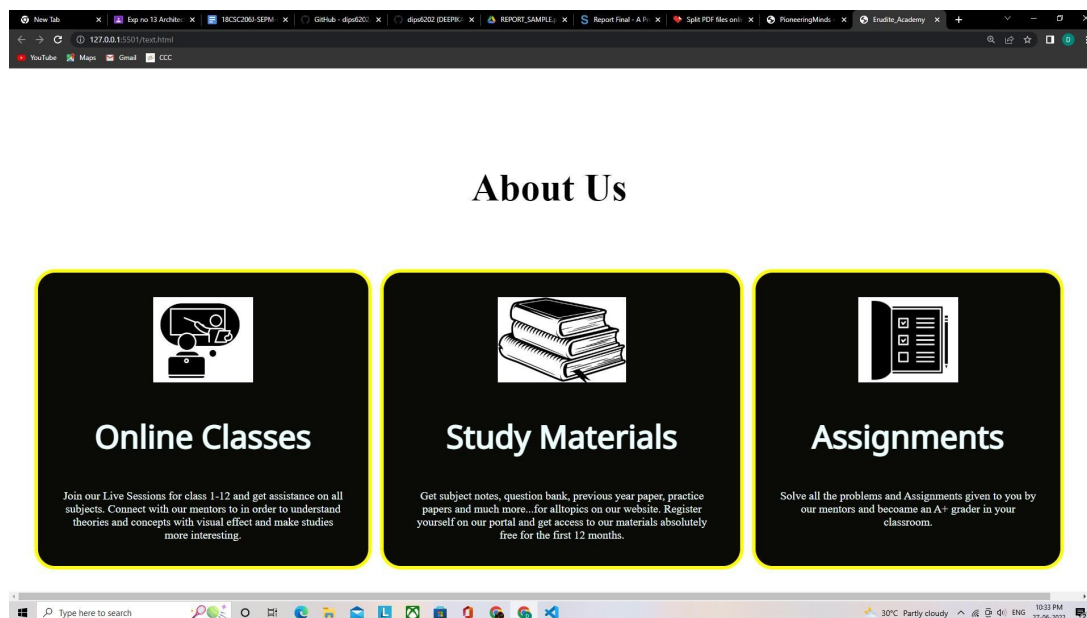 New Tab
Exp no 13 Architec
18CSC206J-SEPM-
GitHub - dips6202
dips6202 (DEEPIKA
REPORT_SAMPLE.p
Report Final - A Pr
Split PDF files onli
PioneeringMinds
Erudite_Academy
127.0.0.1:5501/text.html
YouTube Maps Gmail CCC
About Us
Online Classes
Join our Live Sessions for class 1-12 and get assistance on all
subjects. Connect with our mentors to in order to understand
theories and concepts with visual effect and make studies
more interesting.
Study Materials
Get subject notes, question bank, previous year paper, practice
papers and much more...for alltopics on our website. Register
yourself on our portal and get access to our materials absolutely
free for the first 12 months.
Assignments
Solve all the problems and Assignments given to you by
our mentors and becoame an A+ grader in your
classroom.
Type here to search
30°C Partly cloudy
ENG
10:33 PM